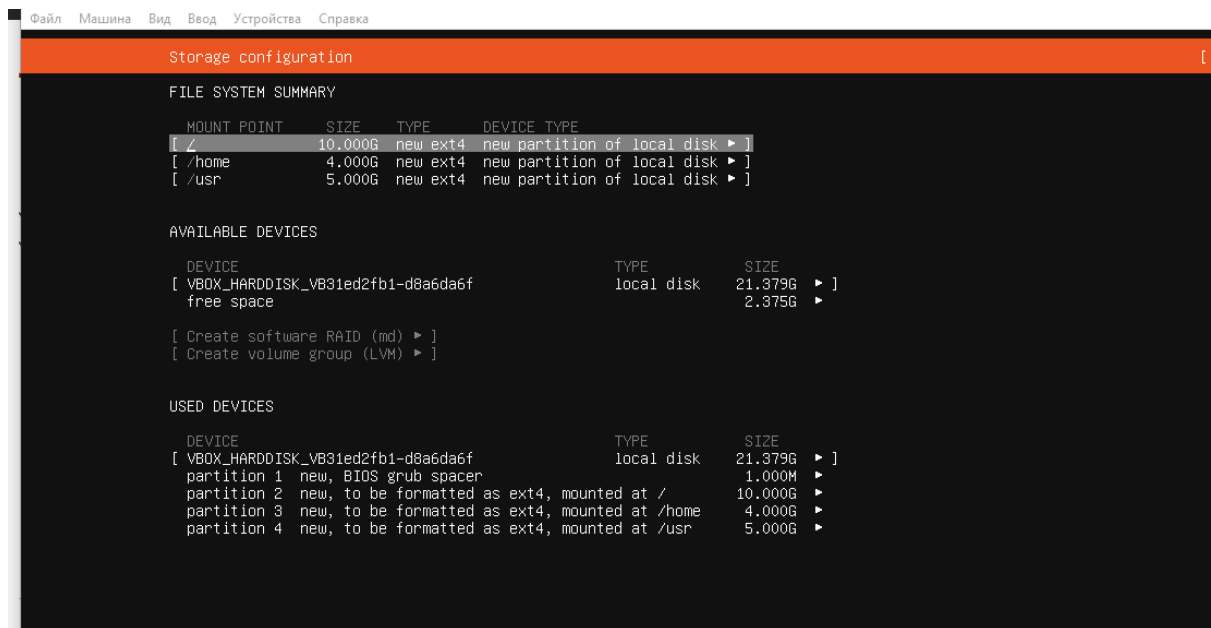 Файл Машина Вид Ввод Устройства Справка
Storage configuration [
FILE SYSTEM SUMMARY
MOUNT POINT SIZE TYPE DEVICE TYPE
[ / 10.000G new ext4 new partition of local disk ▸ ]
[ /home 4.000G new ext4 new partition of local disk ▸ ]
[ /usr 5.000G new ext4 new partition of local disk ▸ ]
AVAILABLE DEVICES
DEVICE TYPE SIZE
[ VBOX_HARDDISK_VB31ed2fb1-d8a6da6f local disk 21.379G ▸ ]
free space 2.375G ▸
[ Create software RAID (md) ▸ ]
[ Create volume group (LVM) ▸ ]
USED DEVICES
DEVICE TYPE SIZE
[ VBOX_HARDDISK_VB31ed2fb1-d8a6da6f local disk 21.379G ▸ ]
partition 1 new, BIOS grub spacer 1.000M ▸
partition 2 new, to be formatted as ext4, mounted at / 10.000G ▸
partition 3 new, to be formatted as ext4, mounted at /home 4.000G ▸
partition 4 new, to be formatted as ext4, mounted at /usr 5.000G ▸